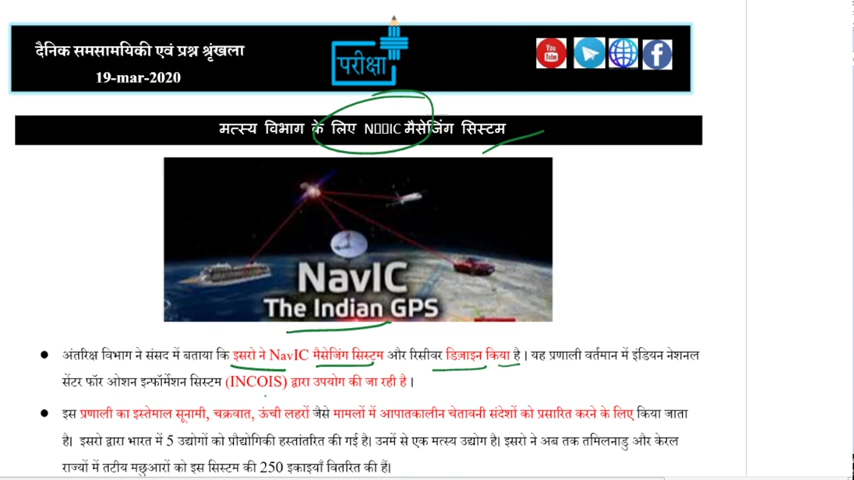 दैनिक समसामयिकी एवं प्रश्न श्रृंखला
19-mar-2020
परीक्षा
You
Tube
मत्स्य विभाग के लिए N▯▯IC मैसेजिंग सिस्टम
NavIC
The Indian GPS
अंतरिक्ष विभाग ने संसद में बताया कि इसरो ने NavIC मैसेजिंग सिस्टम और रिसीवर डिज़ाइन किया है। यह प्रणाली वर्तमान में इंडियन नेशनल
सेंटर फॉर ओशन इन्फॉर्मेशन सिस्टम (INCOIS) द्वारा उपयोग की जा रही है।
इस प्रणाली का इस्तेमाल सूनामी, चक्रवात, ऊंची लहरों जैसे मामलों में आपातकालीन चेतावनी संदेशों को प्रसारित करने के लिए किया जाता
है। इसरो द्वारा भारत में 5 उद्योगों को प्रौद्योगिकी हस्तांतरित की गई है। उनमें से एक मत्स्य उद्योग है। इसरो ने अब तक तमिलनाडु और केरल
राज्यों में तटीय मछुआरों को इस सिस्टम की 250 इकाइयाँ वितरित की हैं।